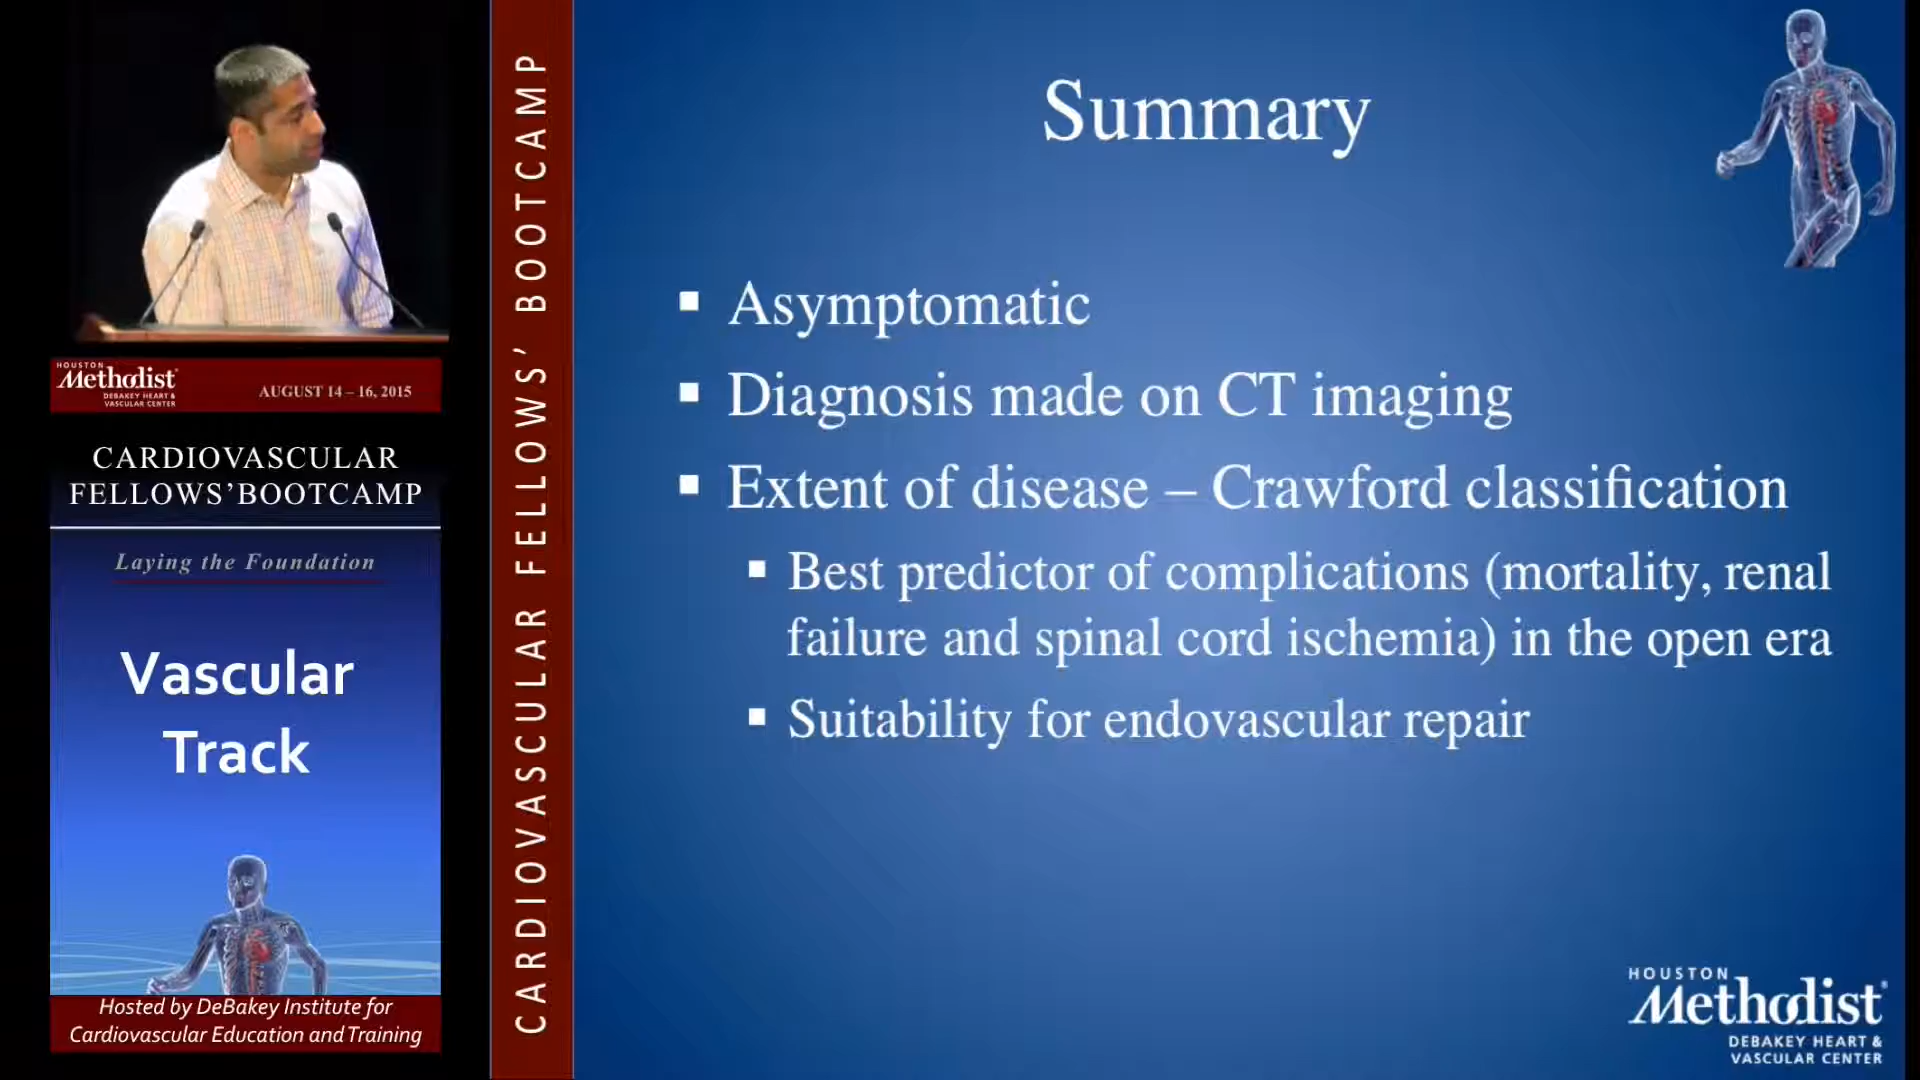 HOUSTON
Methodist
DEBAKEY HEART &
VASCULAR CENTER
AUGUST 14 – 16, 2015
CARDIOVASCULAR
FELLOWS’BOOTCAMP
Laying the Foundation
Vascular
Track
Hosted by DeBakey Institute for
Cardiovascular Education and Training
CARDIOVASCULAR FELLOWS’ BOOTCAMP
Summary
▪ Asymptomatic
▪ Diagnosis made on CT imaging
▪ Extent of disease – Crawford classification
▪ Best predictor of complications (mortality, renal
failure and spinal cord ischemia) in the open era
▪ Suitability for endovascular repair
HOUSTON
Methodist
DEBAKEY HEART &
VASCULAR CENTER